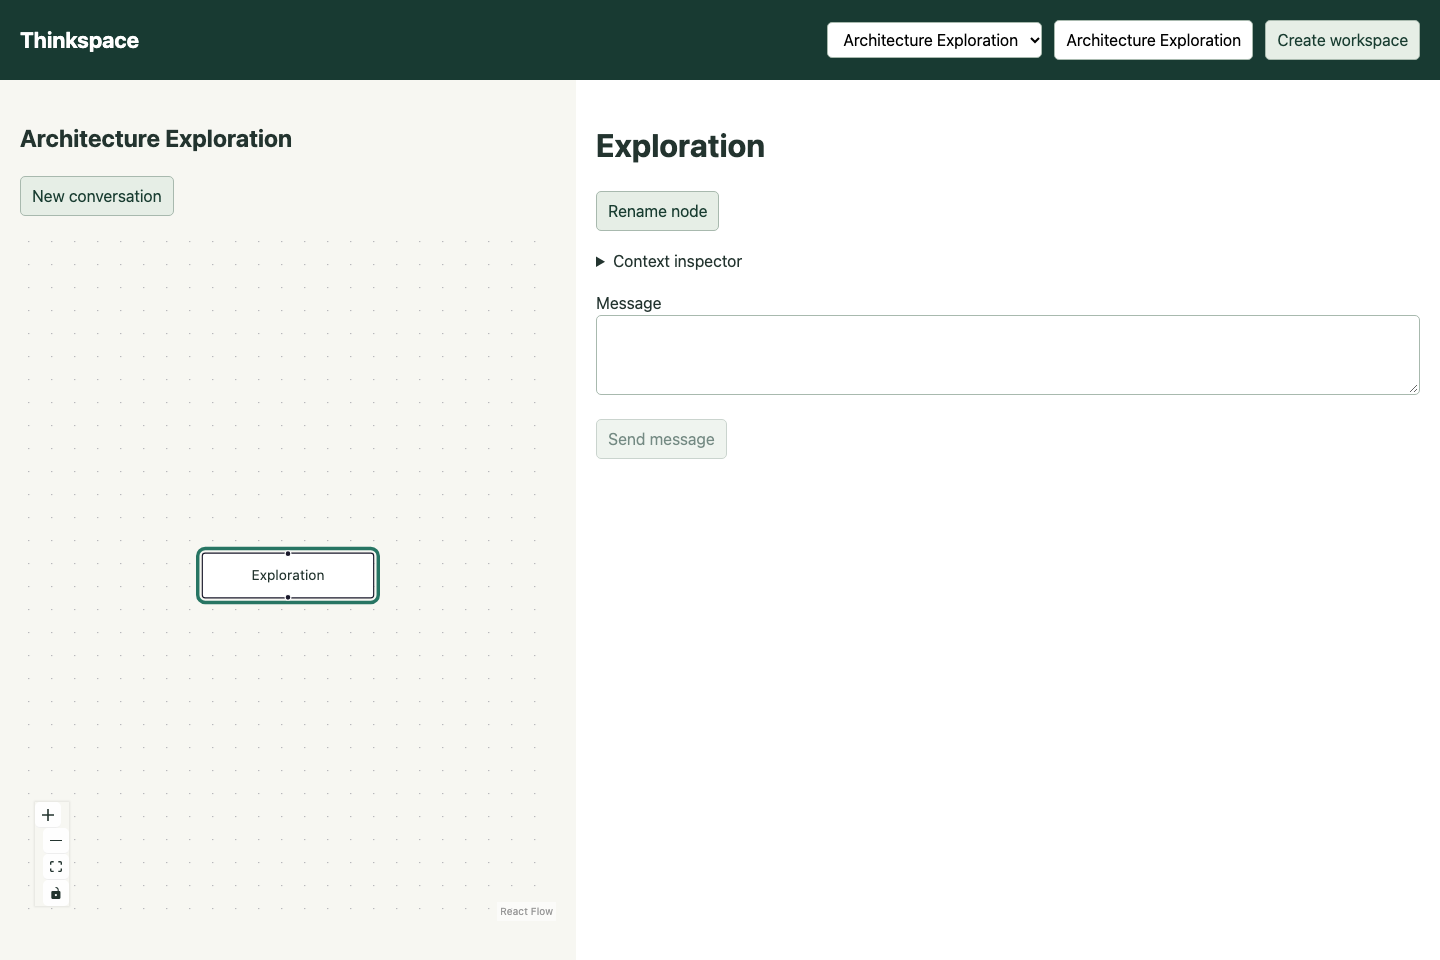 Thinkspace
Architecture Exploration
Architecture Exploration
Create workspace
Architecture Exploration
New conversation
Exploration
React Flow
Exploration
Rename node
Context inspector
Message
Send message